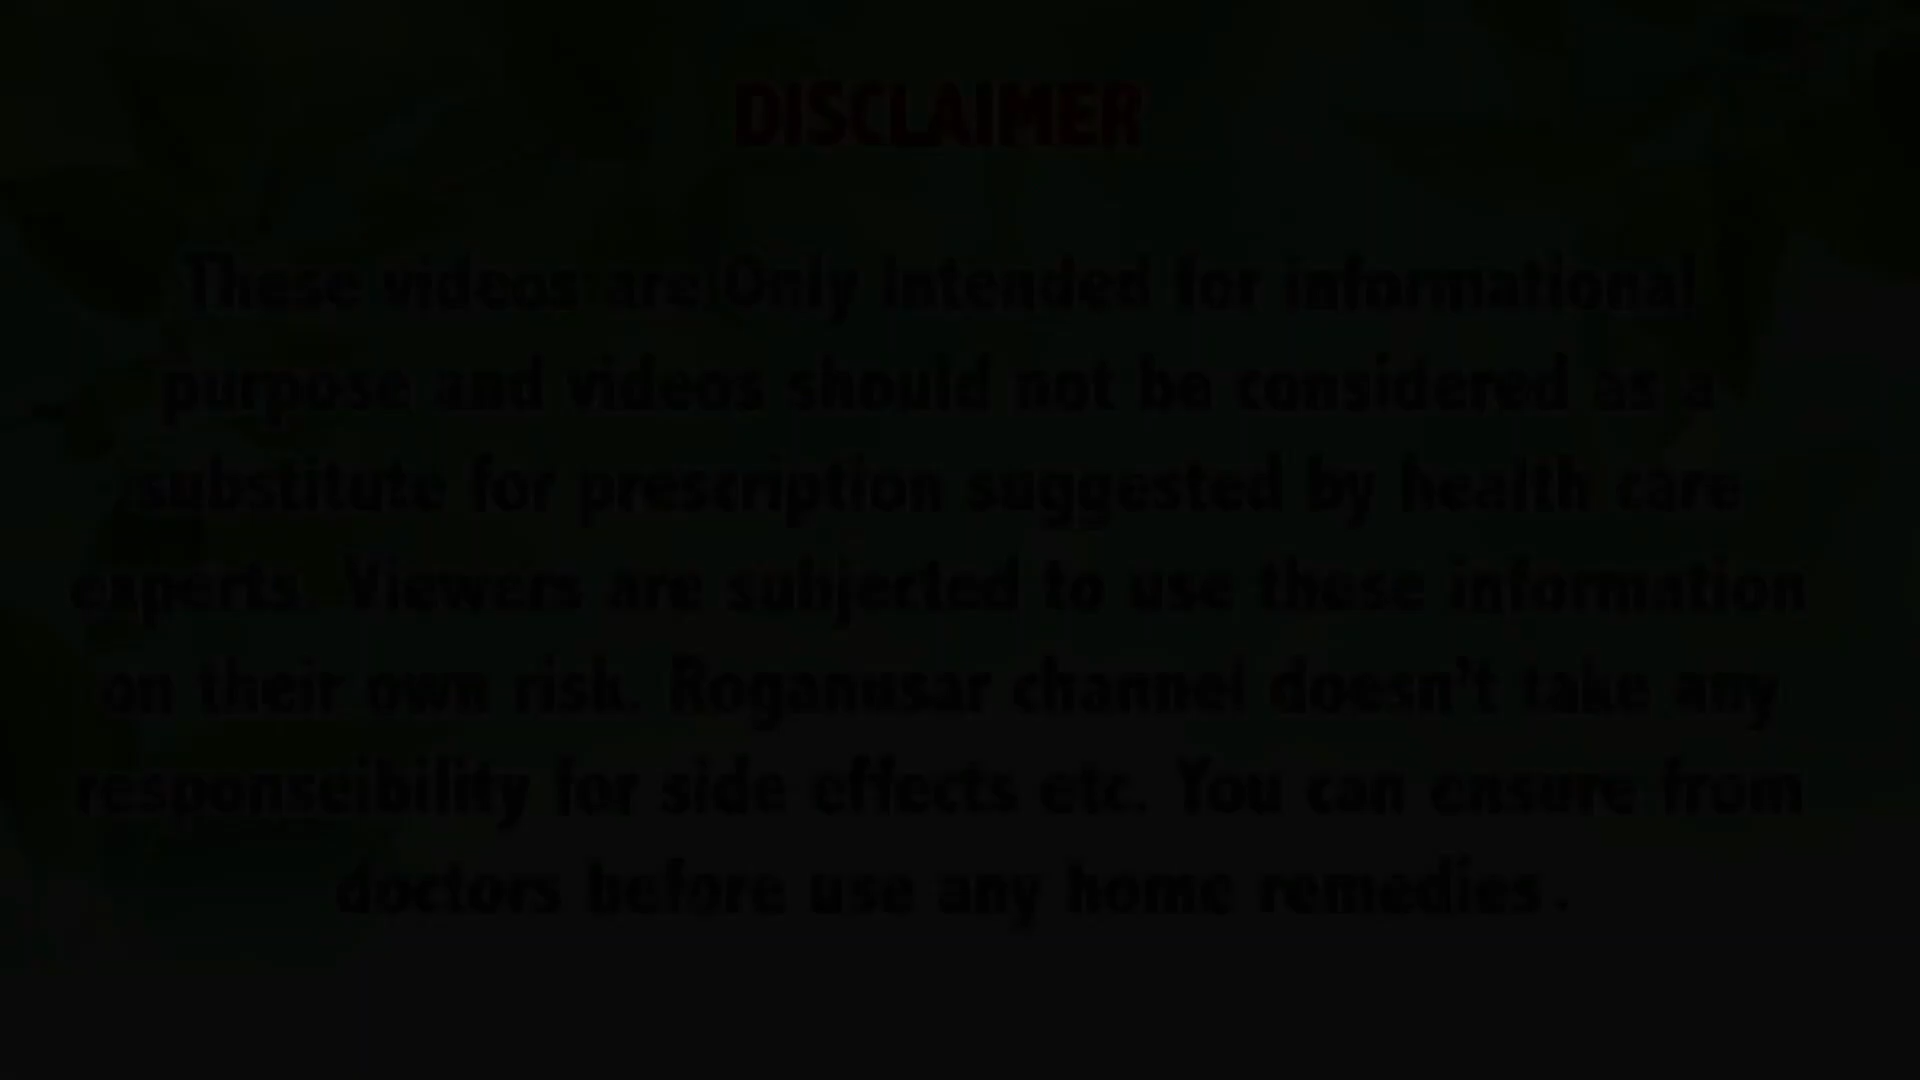 DISCLAIMER
These videos are Only intended for informational
purpose and videos should not be considered as a
substitute for prescription suggested by health care
experts. Viewers are subjected to use these information
on their own risk. Roganusar channel doesn't take any
responseibility for side effects etc. You can ensure from
doctors before use any home remedies.